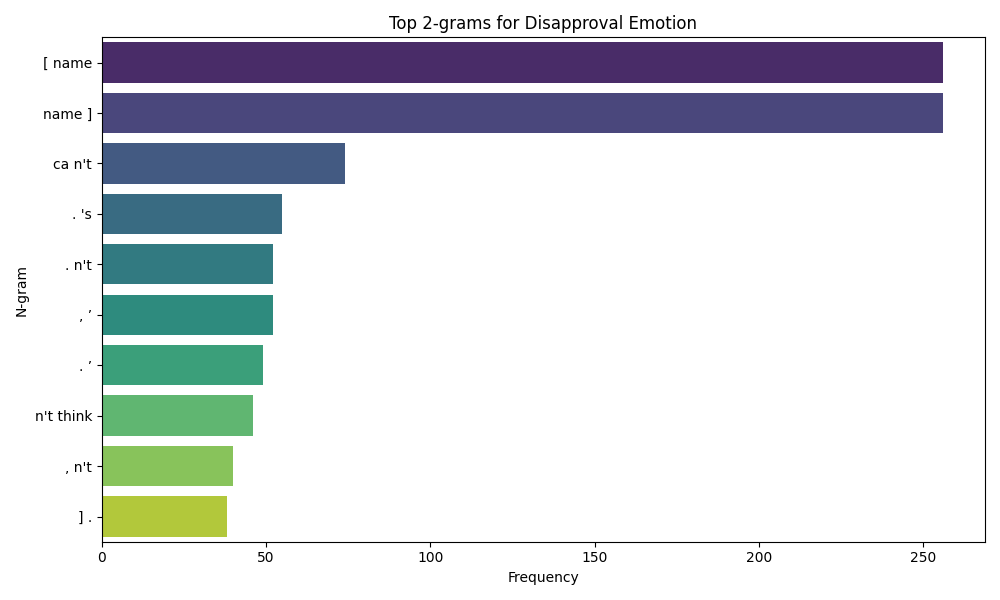 Top 2-grams for Disapproval Emotion
[ name
name ]
ca n't
. 's
. n't
, ’
. ’
n't think
, n't
] .
N-gram
0 50 100 150 200 250
Frequency